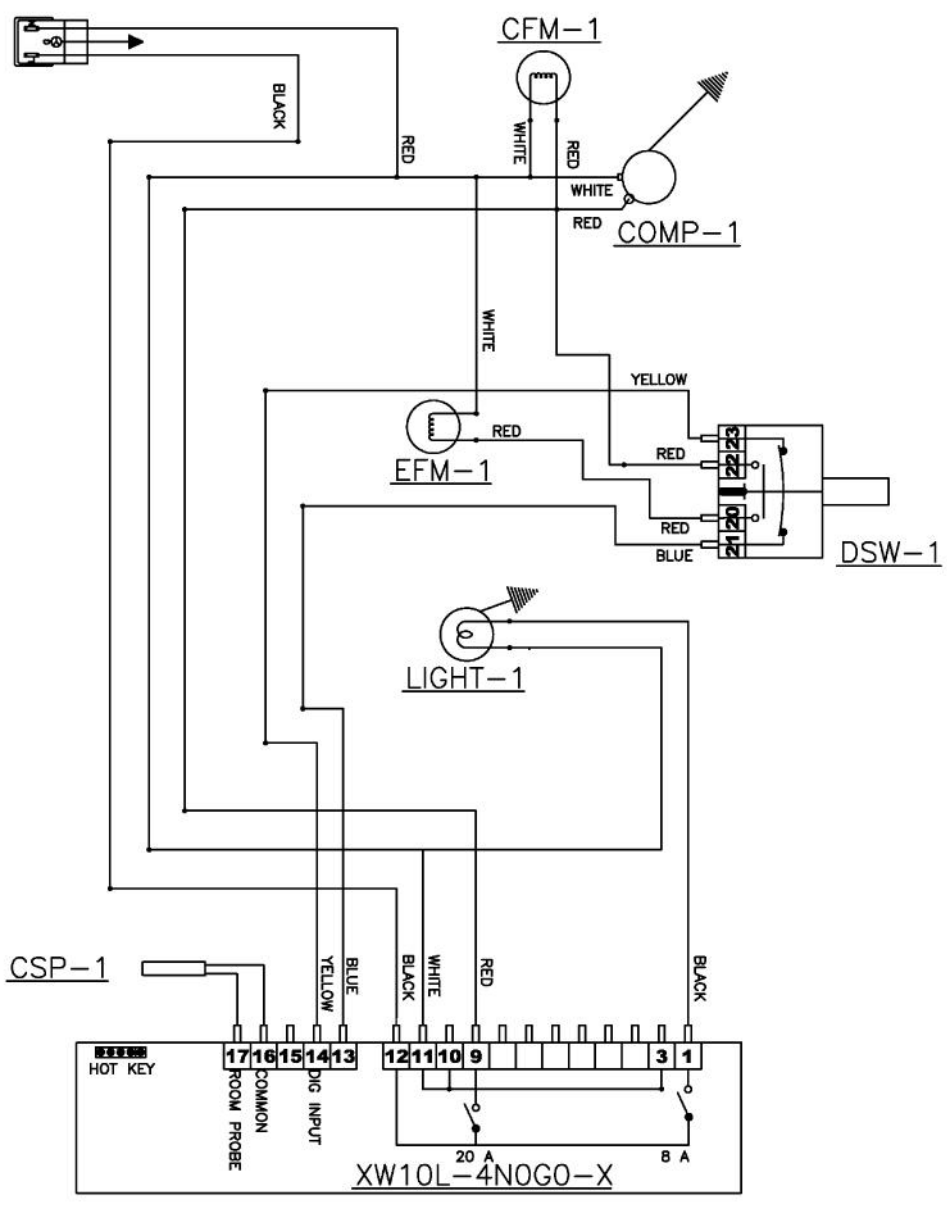 CFM-1
BLACK
RED
WHITE
RED
WHITE
RED
COMP-1
WHITE
YELLOW
RED
EFM-1
RED
RED
BLUE
23
22
20
21
DSW-1
LIGHT-1
CSP-1
YELLOW
BLUE
BLACK
WHITE
RED
BLACK
HOT KEY
17 16 15 14 13 12 11 10 9 3 1
ROOM PROBE
COMMON
DIG INPUT
20 A
8 A
XW10L-4N0G0-X